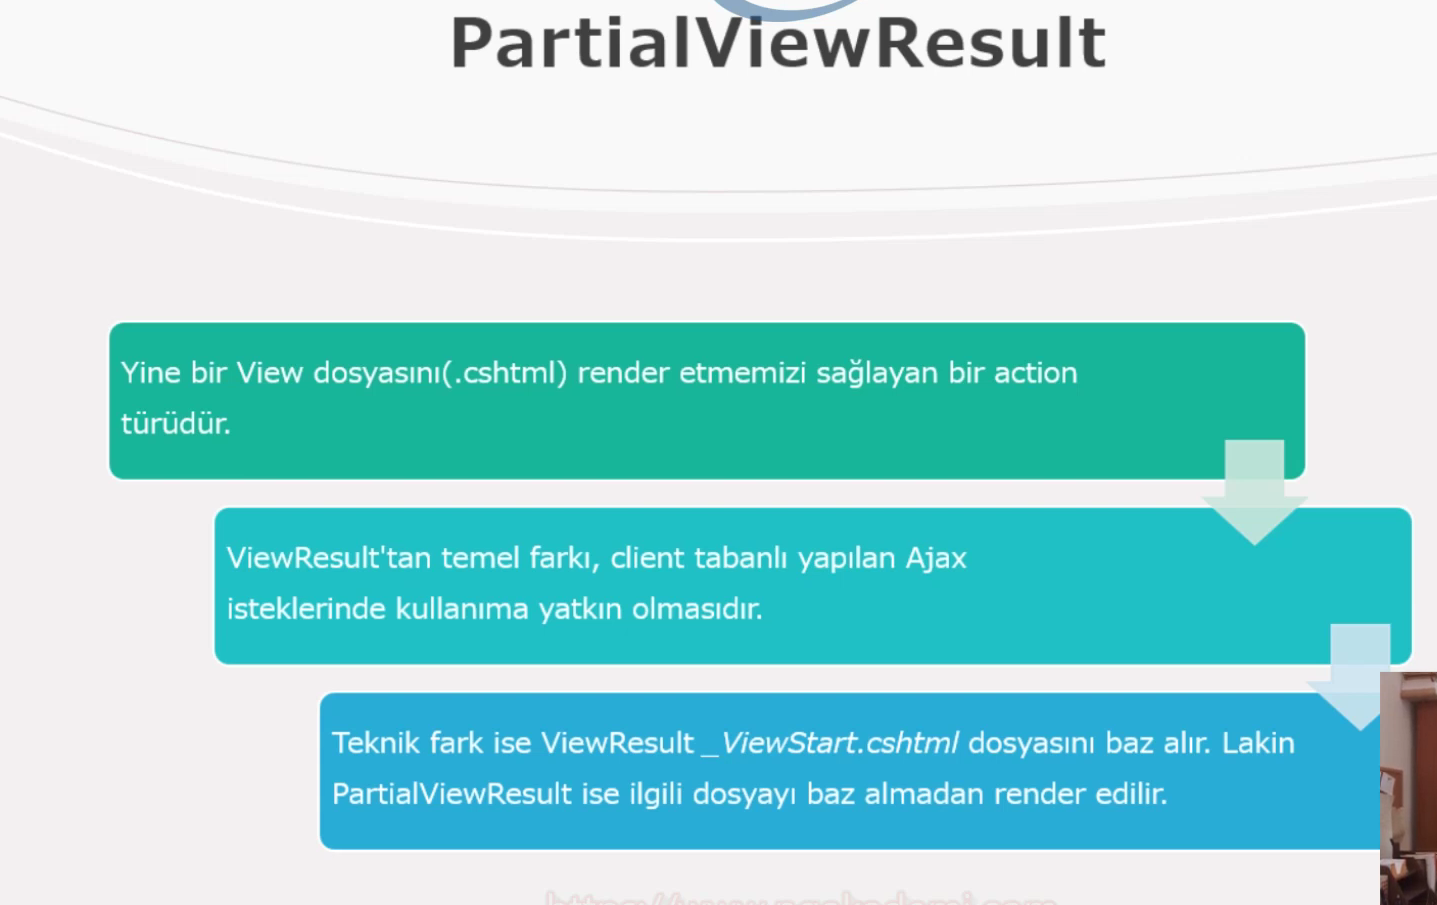 PartialViewResult
Yine bir View dosyasını(.cshtml) render etmemizi sağlayan bir action
türüdür.
ViewResult'tan temel farkı, client tabanlı yapılan Ajax
isteklerinde kullanıma yatkın olmasıdır.
Teknik fark ise ViewResult _ViewStart.cshtml dosyasını baz alır. Lakin
PartialViewResult ise ilgili dosyayı baz almadan render edilir.